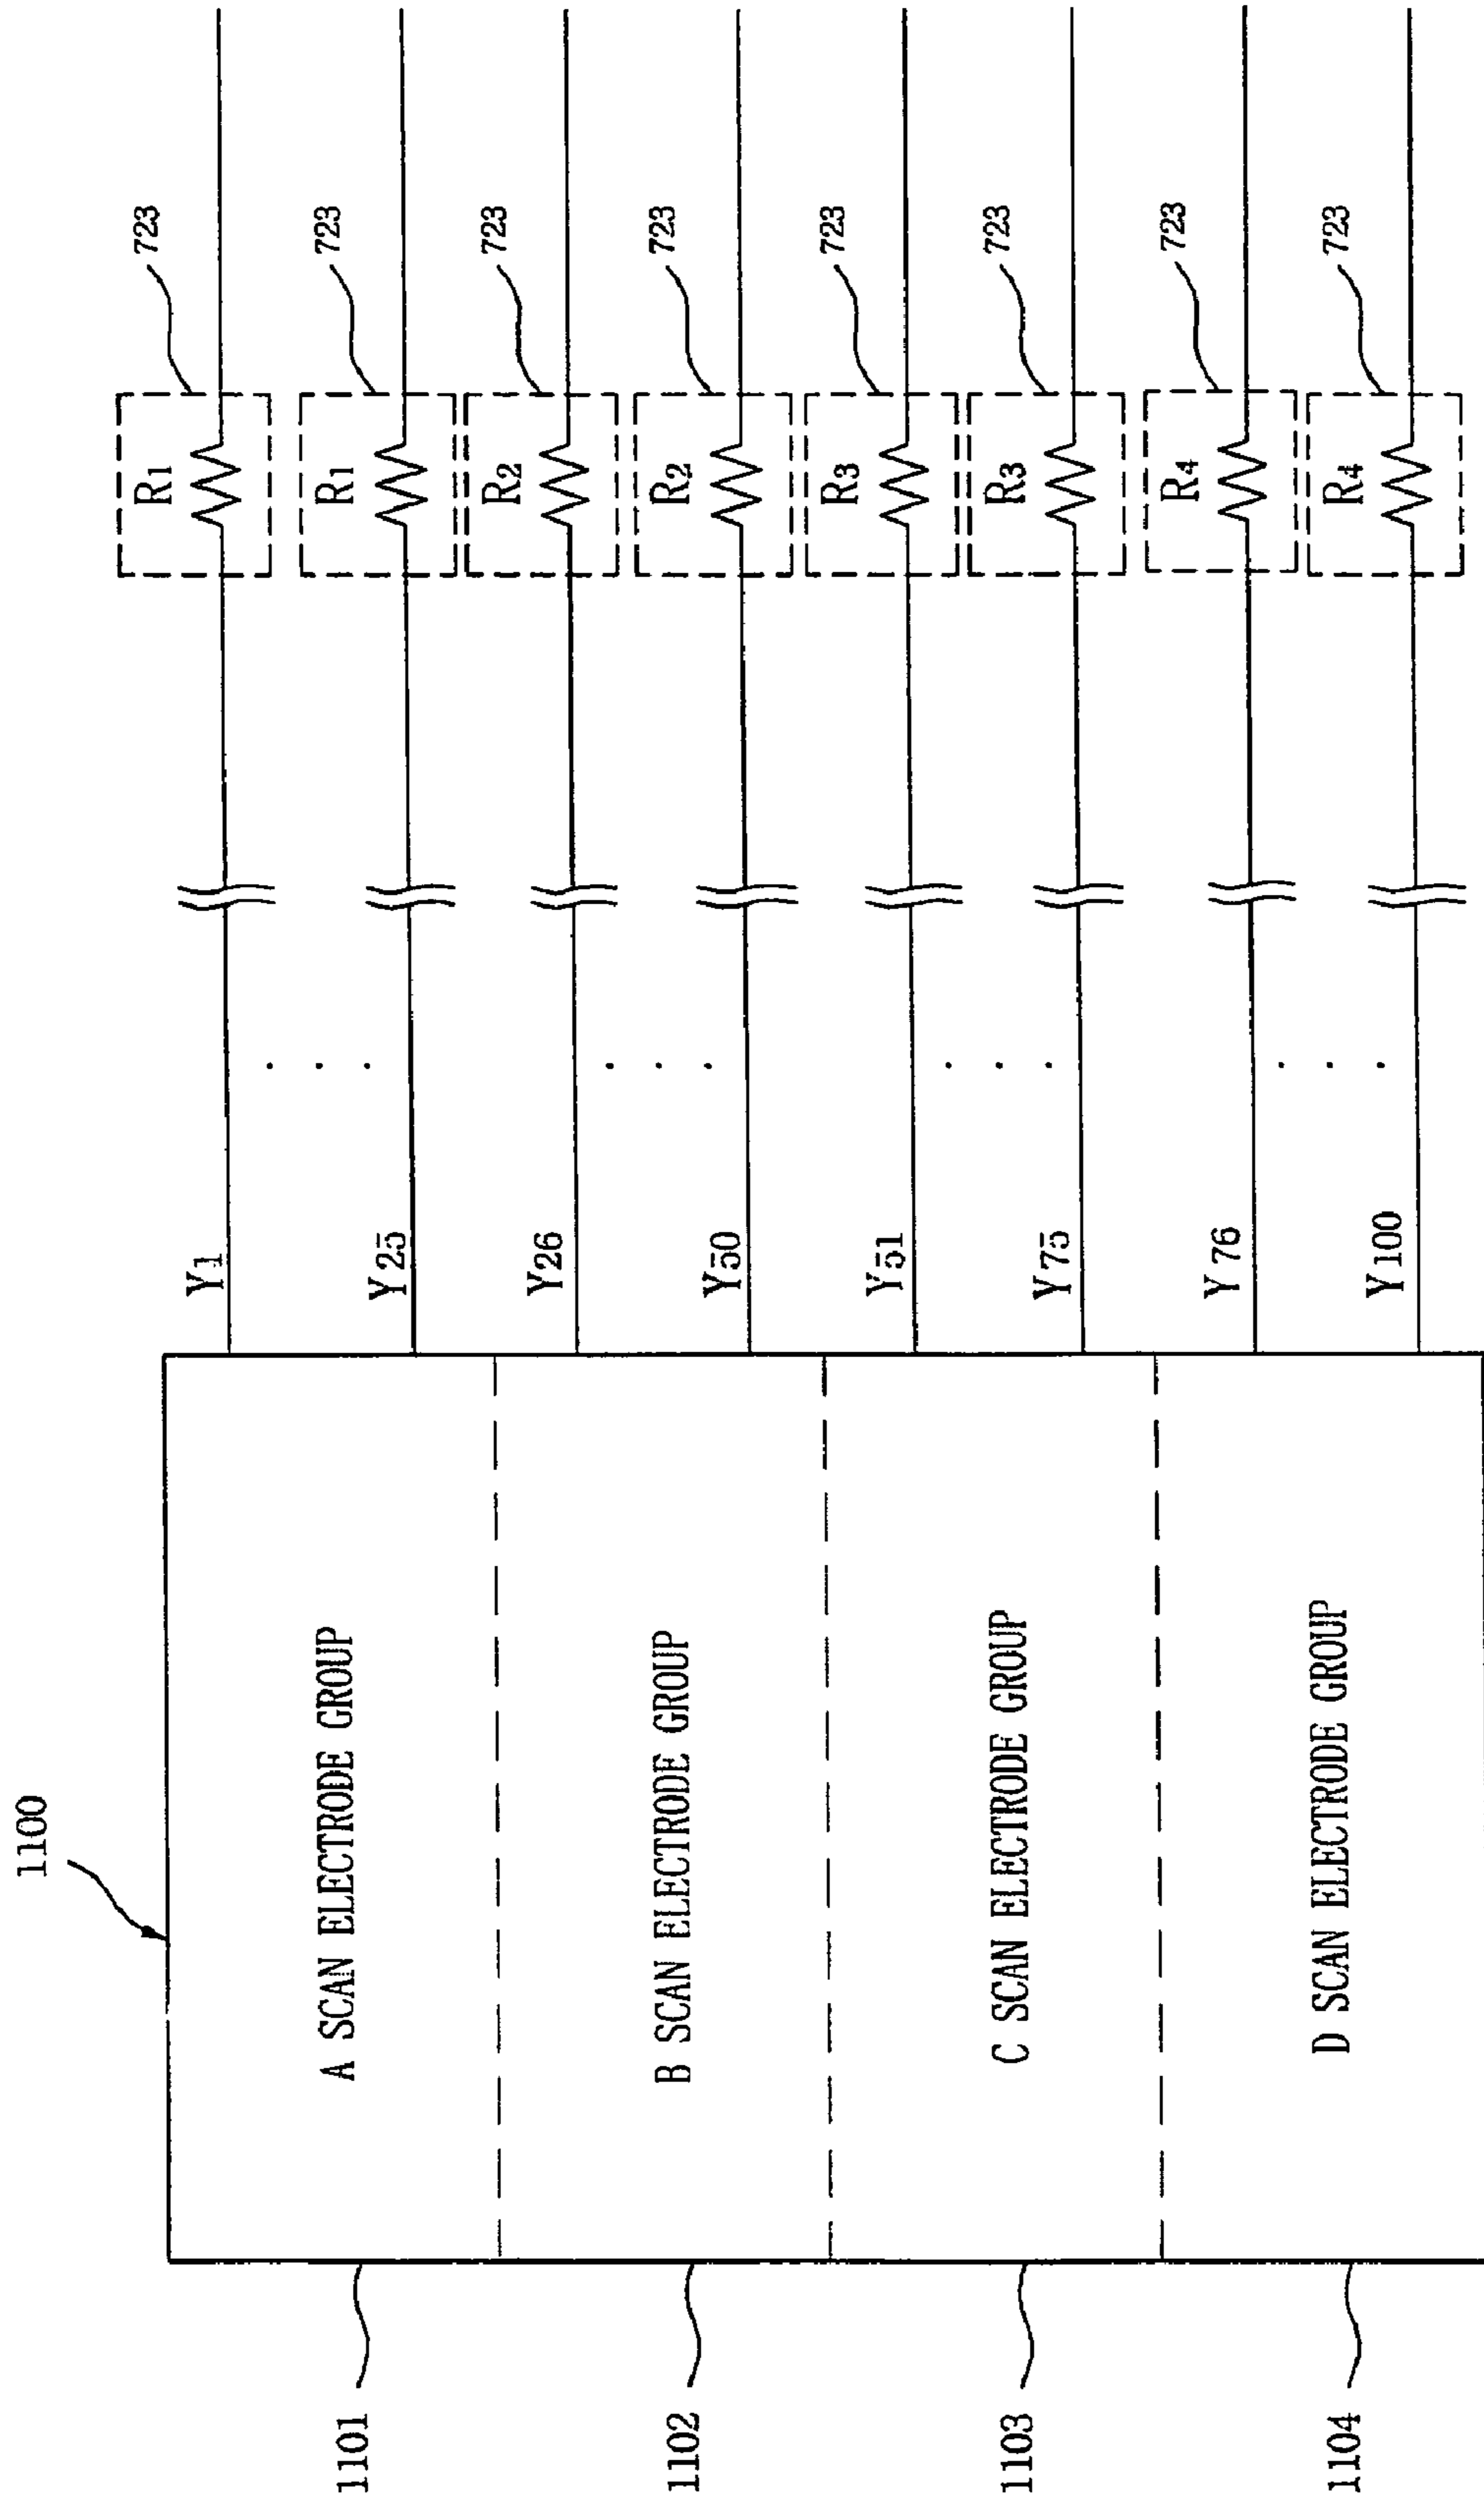 1100
1101
A SCAN ELECTRODE GROUP
Y1
R1
723
Y25
R1
723
1102
B SCAN ELECTRODE GROUP
Y26
R2
723
Y50
R2
723
1103
C SCAN ELECTRODE GROUP
Y51
R3
723
Y75
R3
723
1104
D SCAN ELECTRODE GROUP
Y76
R4
723
Y100
R4
723